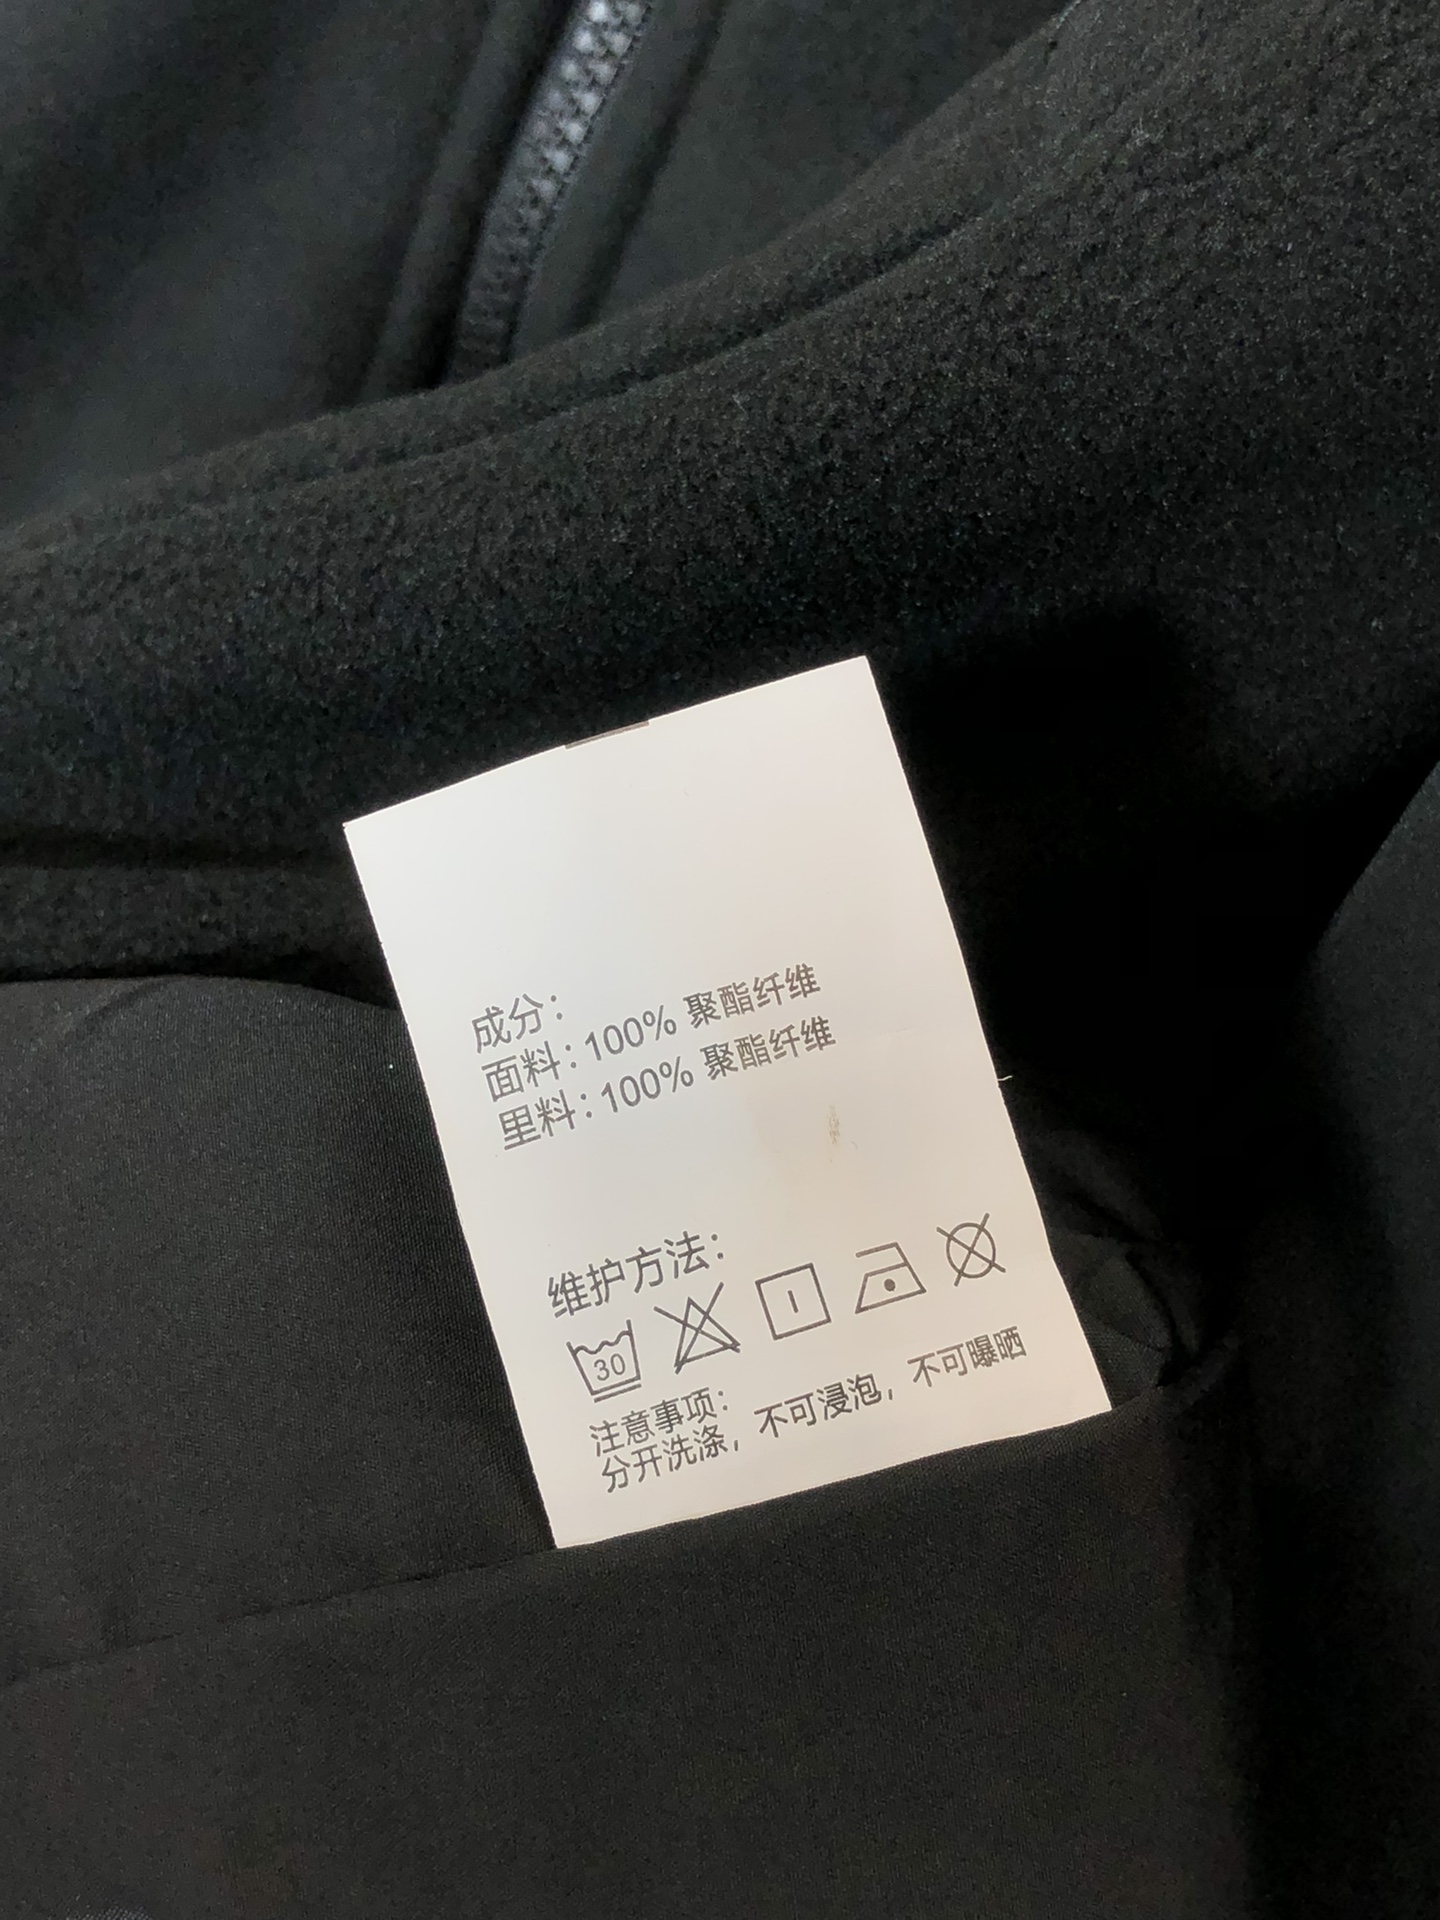 成分：
面料：100% 聚酯纤维
里料：100% 聚酯纤维
维护方法：
30
注意事项：
分开洗涤，不可浸泡，不可曝晒